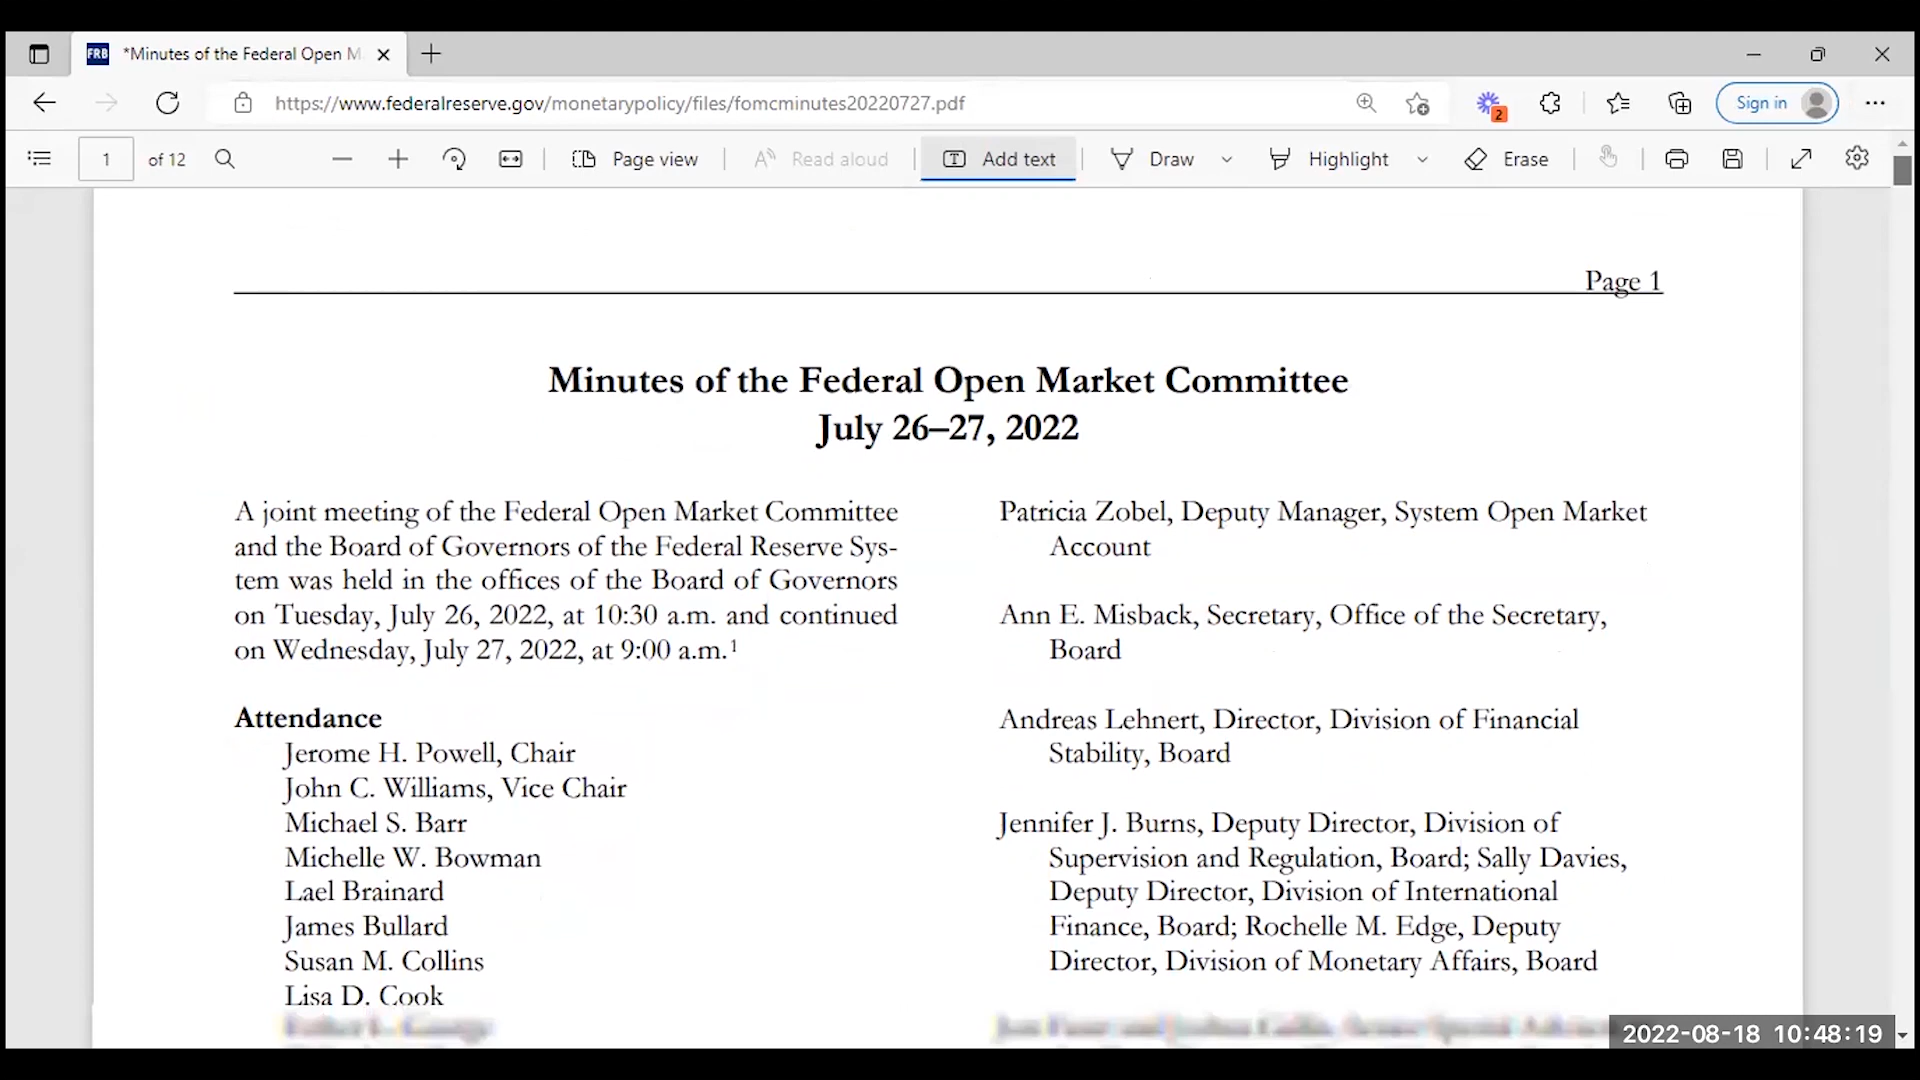 FRB *Minutes of the Federal Open M
https://www.federalreserve.gov/monetarypolicy/files/fomcminutes20220727.pdf
2
Sign in
1 of 12
Page view
Read aloud
Add text
Draw
Highlight
Erase
Page 1
Minutes of the Federal Open Market Committee
July 26–27, 2022
A joint meeting of the Federal Open Market Committee
and the Board of Governors of the Federal Reserve Sys-
tem was held in the offices of the Board of Governors
on Tuesday, July 26, 2022, at 10:30 a.m. and continued
on Wednesday, July 27, 2022, at 9:00 a.m.¹
Attendance
Jerome H. Powell, Chair
John C. Williams, Vice Chair
Michael S. Barr
Michelle W. Bowman
Lael Brainard
James Bullard
Susan M. Collins
Lisa D. Cook
Patricia Zobel, Deputy Manager, System Open Market
Account
Ann E. Misback, Secretary, Office of the Secretary,
Board
Andreas Lehnert, Director, Division of Financial
Stability, Board
Jennifer J. Burns, Deputy Director, Division of
Supervision and Regulation, Board; Sally Davies,
Deputy Director, Division of International
Finance, Board; Rochelle M. Edge, Deputy
Director, Division of Monetary Affairs, Board
2022-08-18 10:48:19